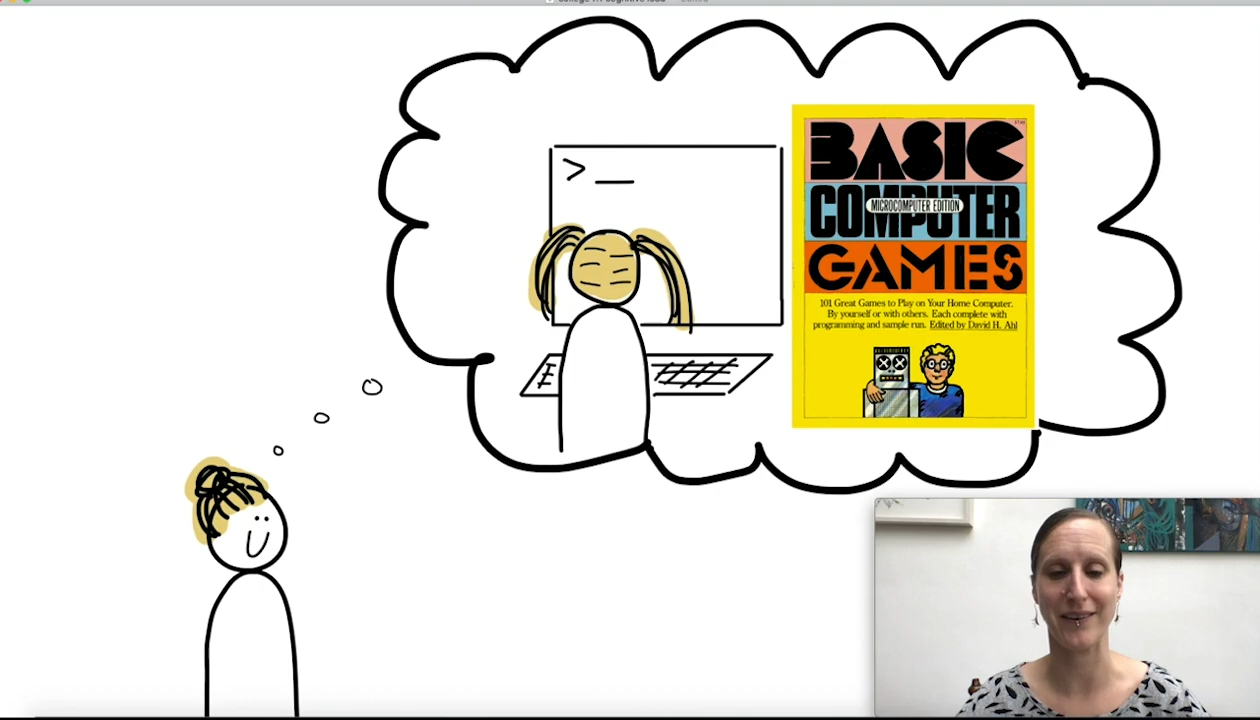 > _
BASIC
COMPUTER
MICROCOMPUTER EDITION
GAMES
101 Great Games to Play on Your Home Computer.
By yourself or with others. Each complete with
programming and sample run. Edited by David H. Ahl